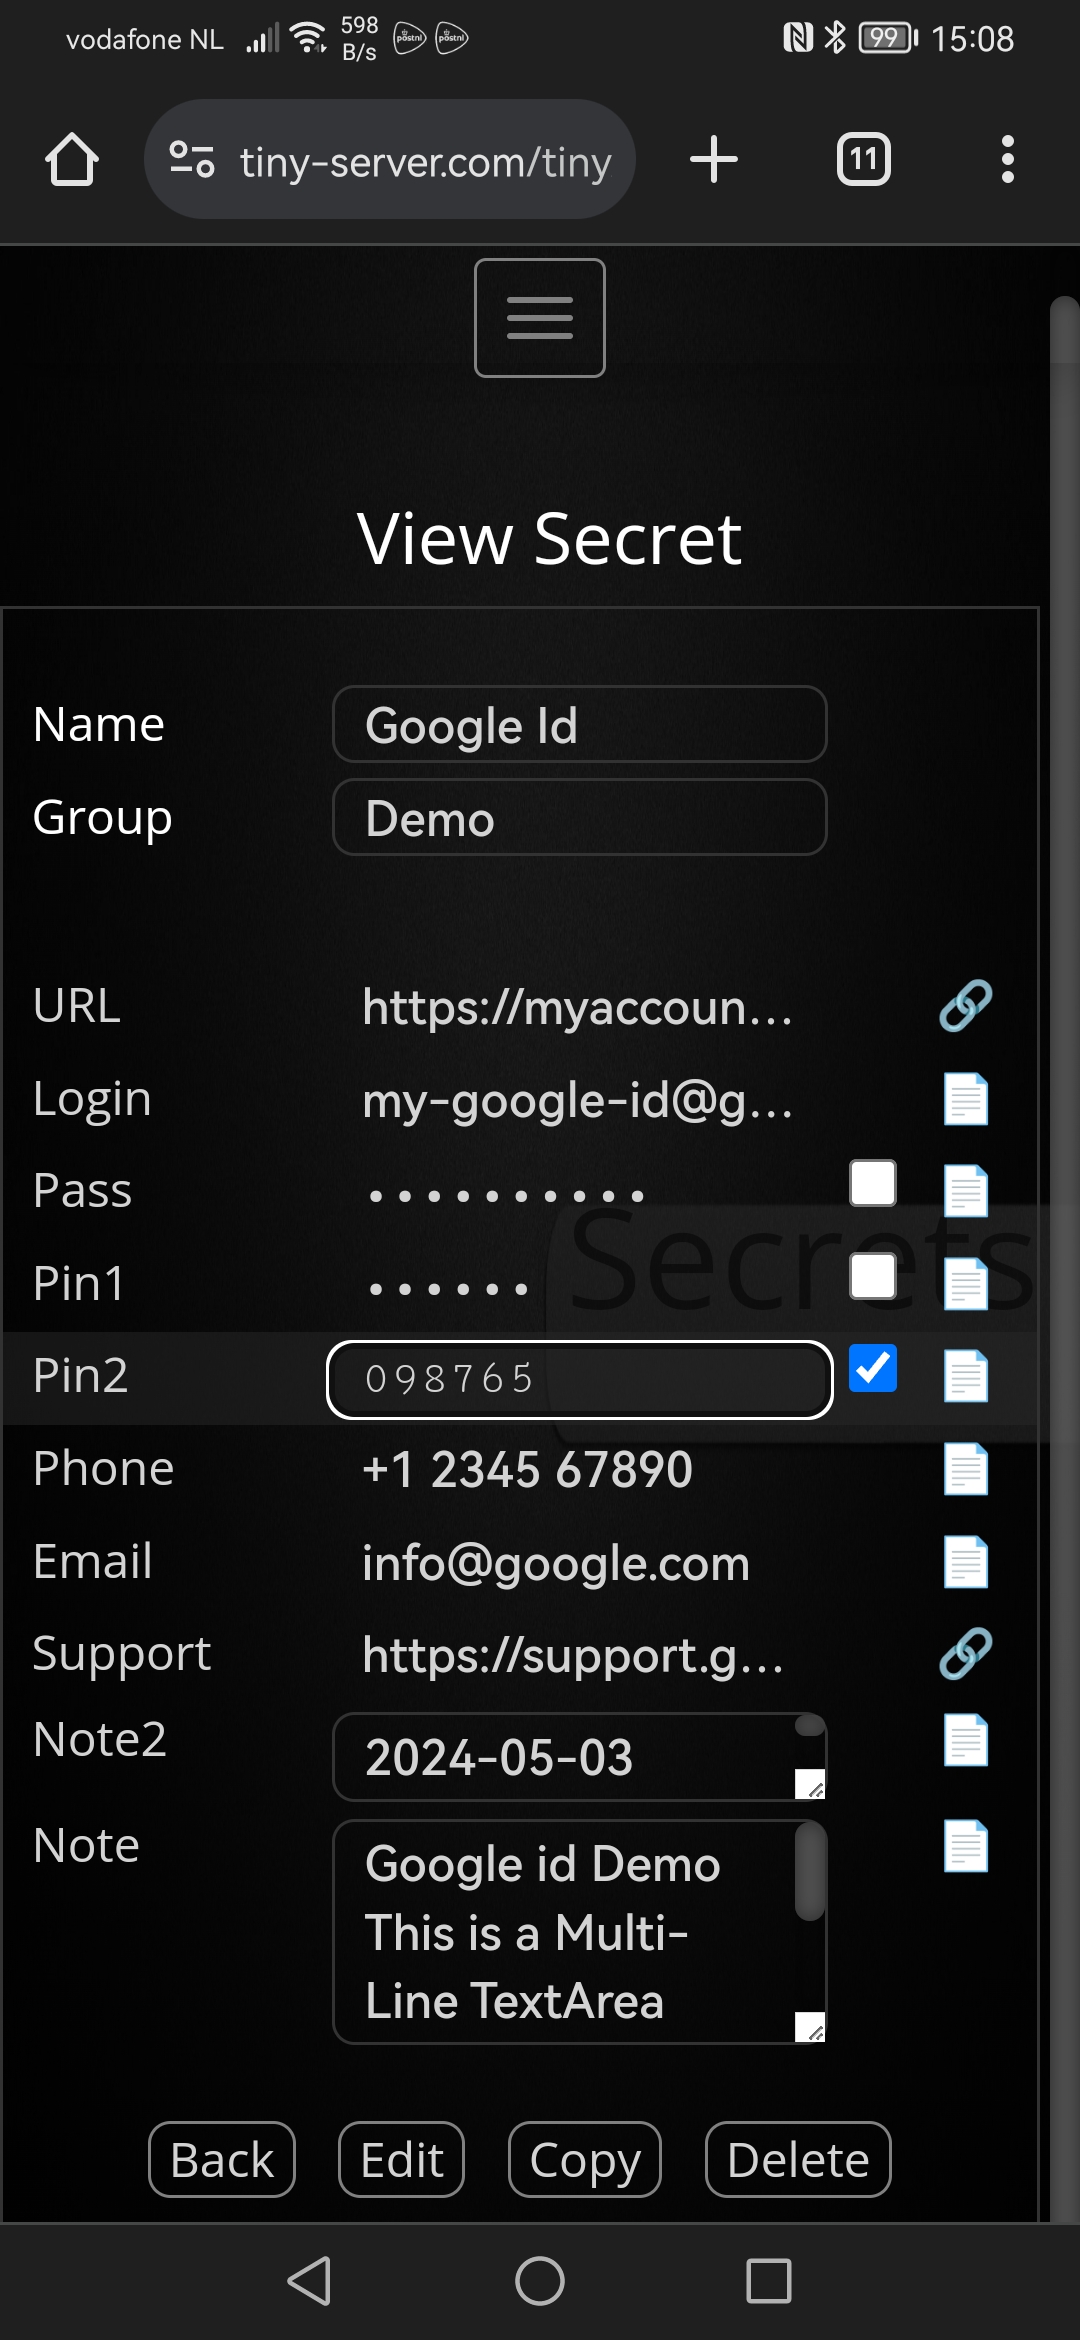 vodafone NL 598 B/s postnl postnl 99 15:08
tiny-server.com/tiny 11
View Secret
Name Google Id
Group Demo
URL https://myaccoun...
Login my-google-id@g...
Pass ••••••••••
Secrets
Pin1 ••••••
Pin2 098765
Phone +1 2345 67890
Email info@google.com
Support https://support.g...
Note2 2024-05-03
Note Google id Demo
This is a Multi-
Line TextArea
Back Edit Copy Delete